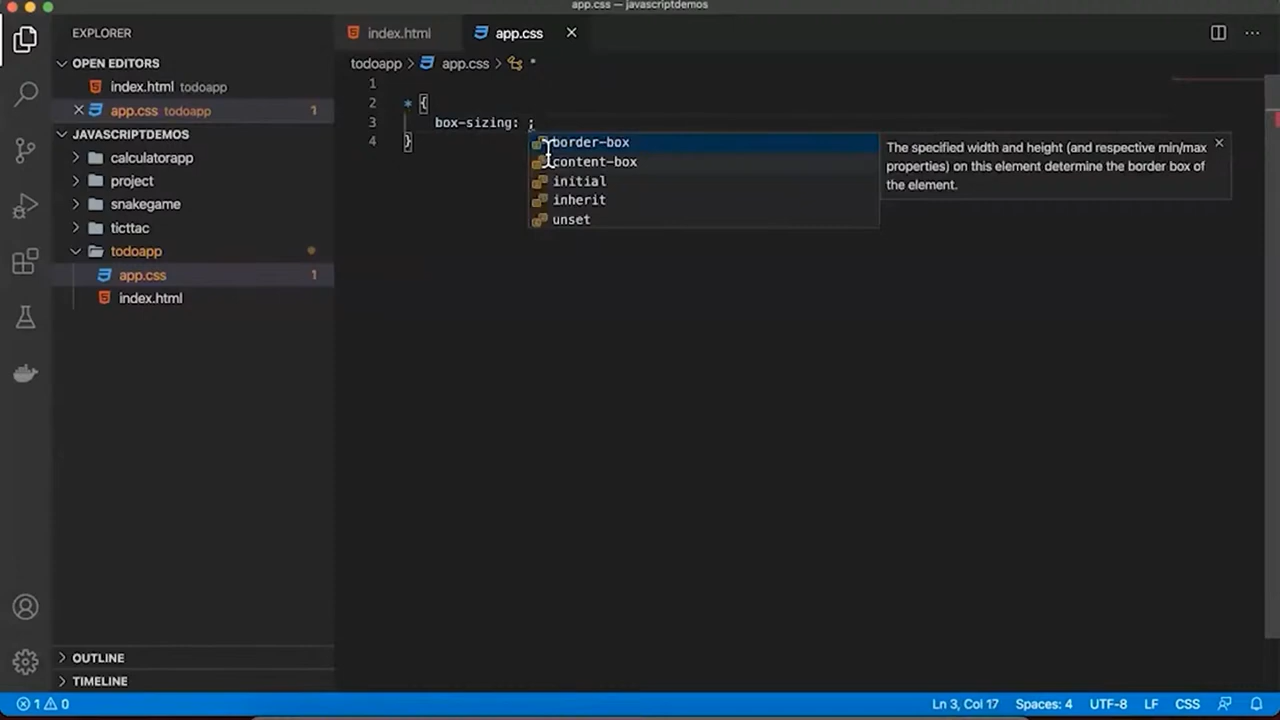 app.css — javascriptdemos
EXPLORER
OPEN EDITORS
index.html todoapp
app.css todoapp 1
JAVASCRIPTDEMOS
calculatorapp
project
snakegame
ticttac
todoapp
app.css 1
index.html
OUTLINE
TIMELINE
index.html
app.css
todoapp > app.css > *
1
2 * {
3 box-sizing: ;
4 }
border-box
content-box
initial
inherit
unset
The specified width and height (and respective min/max
properties) on this element determine the border box of
the element.
1 0
Ln 3, Col 17 Spaces: 4 UTF-8 LF CSS